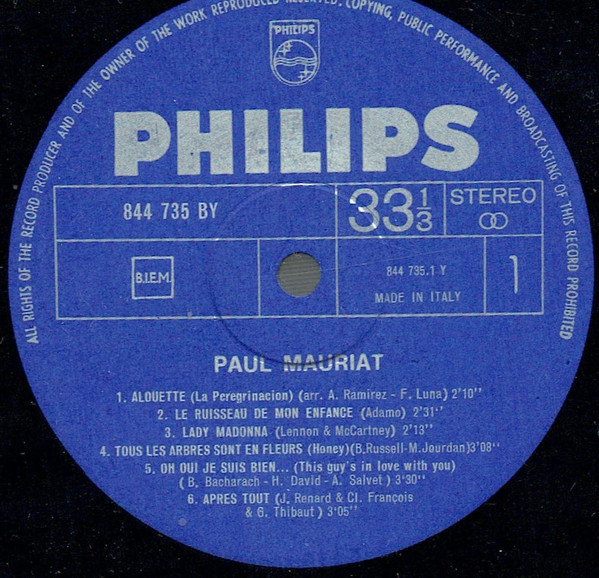 ALL RIGHTS OF THE RECORD PRODUCER AND OF THE OWNER OF THE WORK REPRODUCED RESERVED. COPYING, PUBLIC PERFORMANCE AND BROADCASTING OF THIS RECORD PROHIBITED
PHILIPS
PHILIPS
844 735 BY
33 1/3
STEREO
B.I.E.M.
844 735.1 Y
MADE IN ITALY
1
PAUL MAURIAT
1. ALOUETTE (La Peregrinacion) (arr. A. Ramirez - F. Luna) 2'10"
2. LE RUISSEAU DE MON ENFANCE (Adamo) 2'31"
3. LADY MADONNA (Lennon & McCartney) 2'13"
4. TOUS LES ARBRES SONT EN FLEURS (Honey)(B.Russell-M.Jourdan)3'08"
5. OH OUI JE SUIS BIEN... (This guy's in love with you)
( B. Bacharach - H. David - A. Salvet ) 3'30"
6. APRES TOUT (J. Renard & Cl. François
& G. Thibaut ) 3'05"